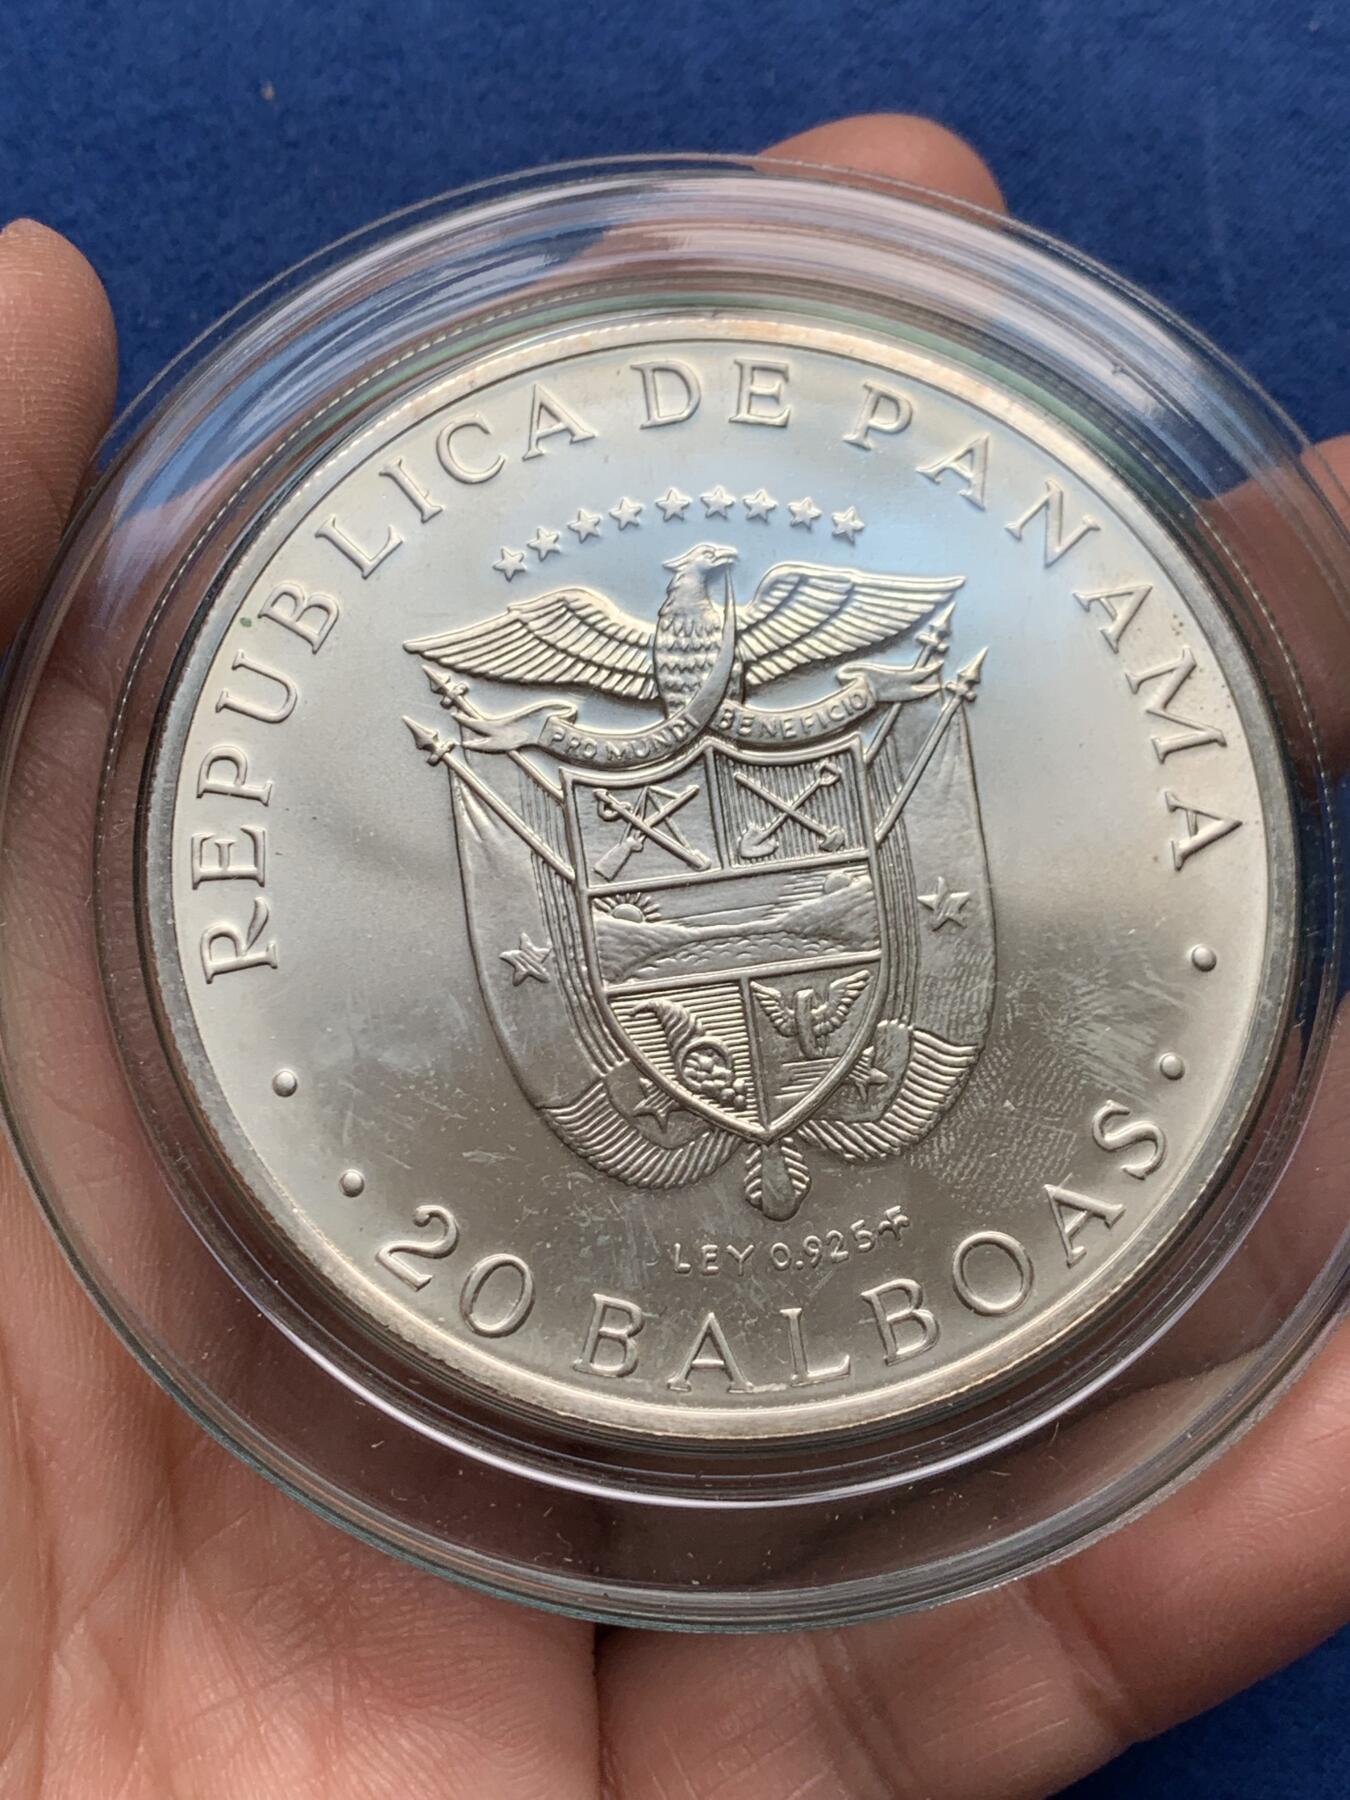 REPUBLICA DE PANAMA
PRO MUNDI BENEFICIO
LEY 0.925
20 BALBOAS